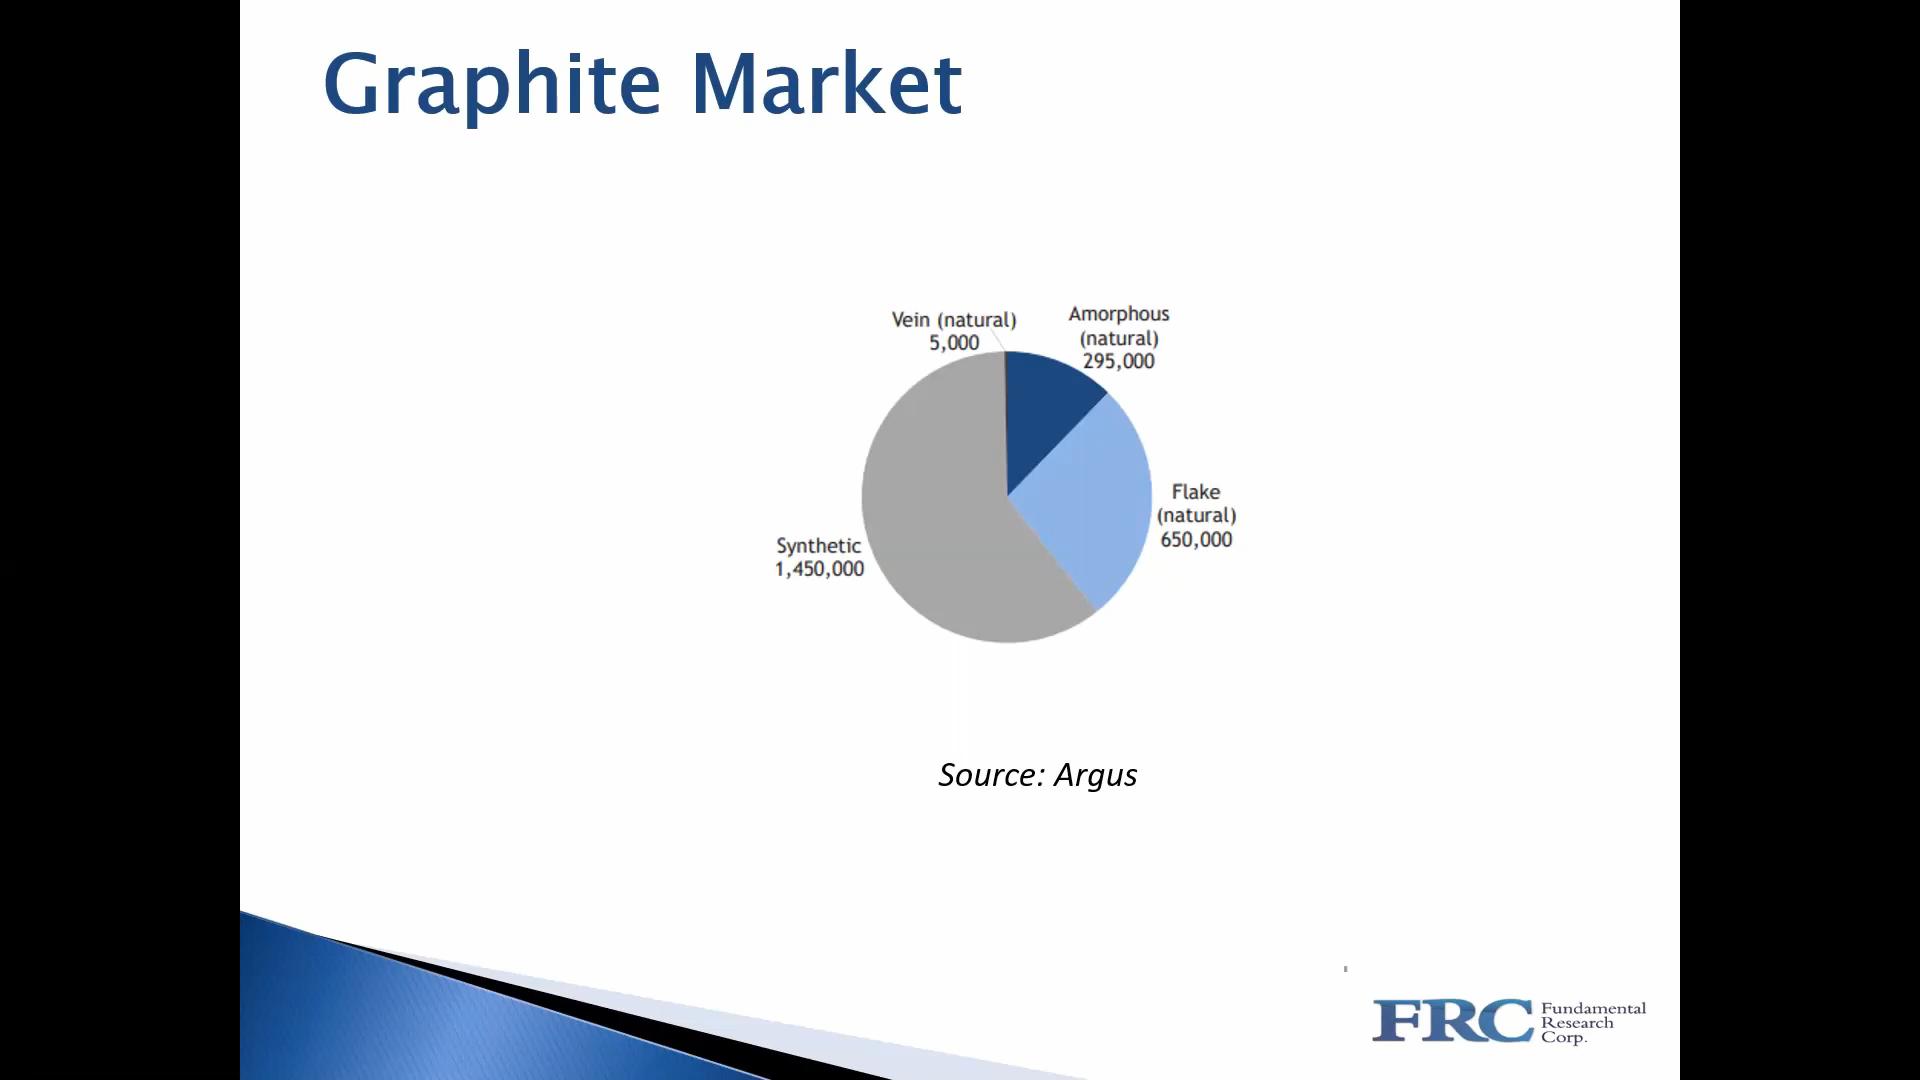 Graphite Market
Vein (natural)
5,000
Amorphous
(natural)
295,000
Flake
(natural)
650,000
Synthetic
1,450,000
Source: Argus
FRC
Fundamental
Research
Corp.